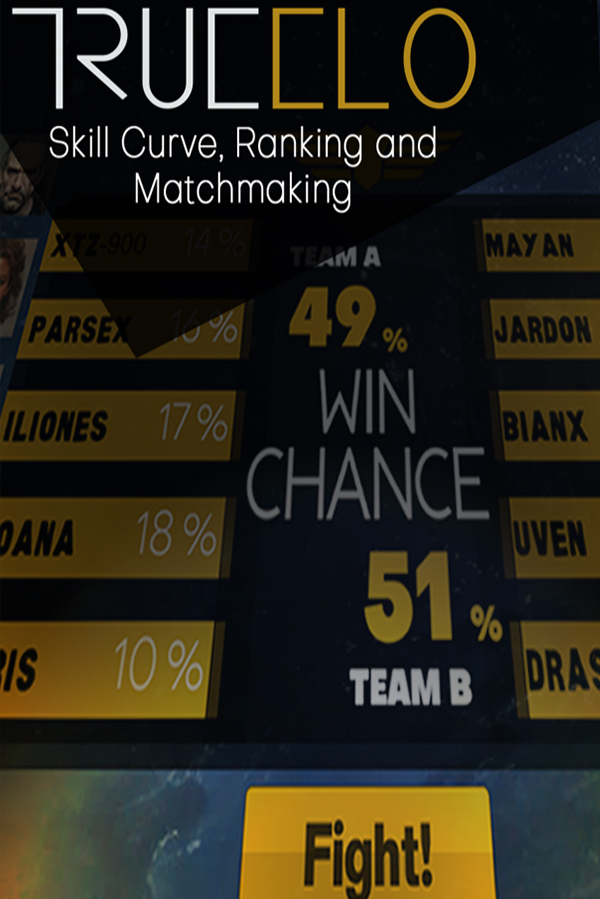 TRUEELO
Skill Curve, Ranking and
Matchmaking
XTZ-900 14%
TEAM A
MAYAN
PARSEX 16%
49%
JARDON
ILIONES 17%
WIN
CHANCE
BIANX
OANA 18%
51%
UVEN
RIS 10%
TEAM B
DRAS
Fight!